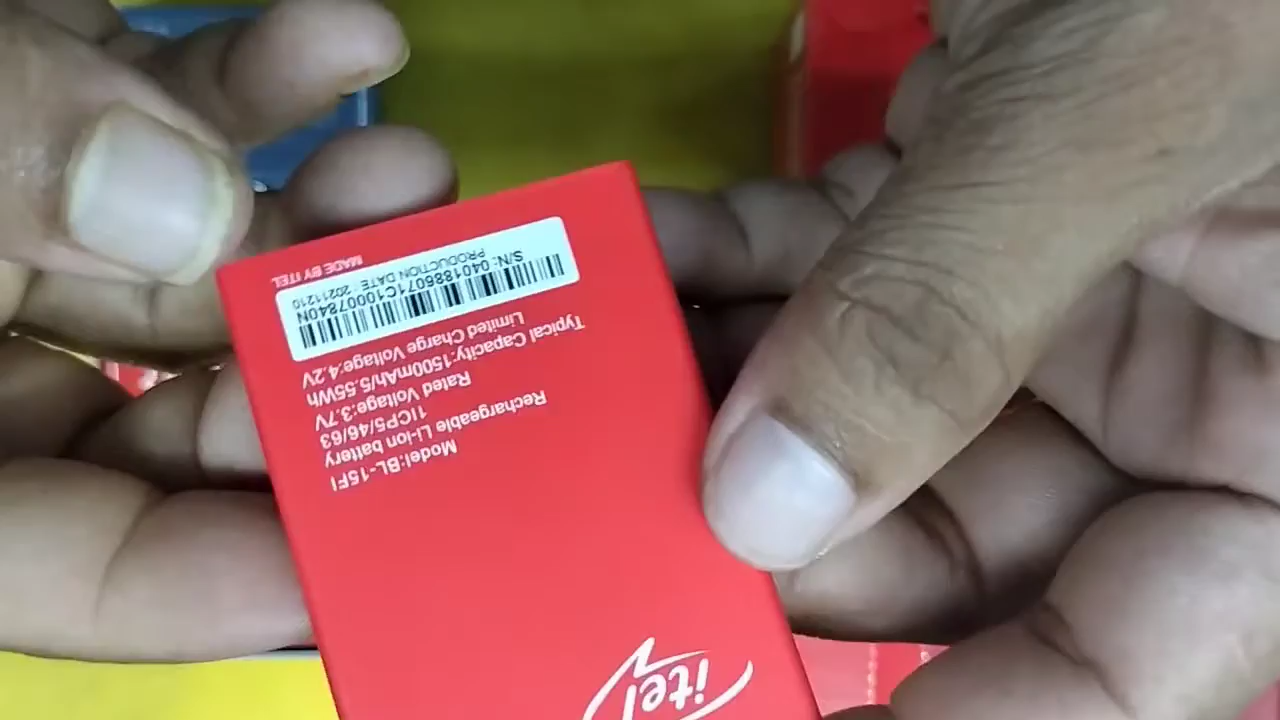 itel
Model:BL-15FI
Rechargeable Li-ion battery
1ICP5/46/63
Rated Voltage:3.7V
Typical Capacity:1500mAh/5.55Wh
Limited Charge Voltage:4.2V
S/N: 0401886071C10007840N
PRODUCTION DATE : 20211210
MADE BY ITEL